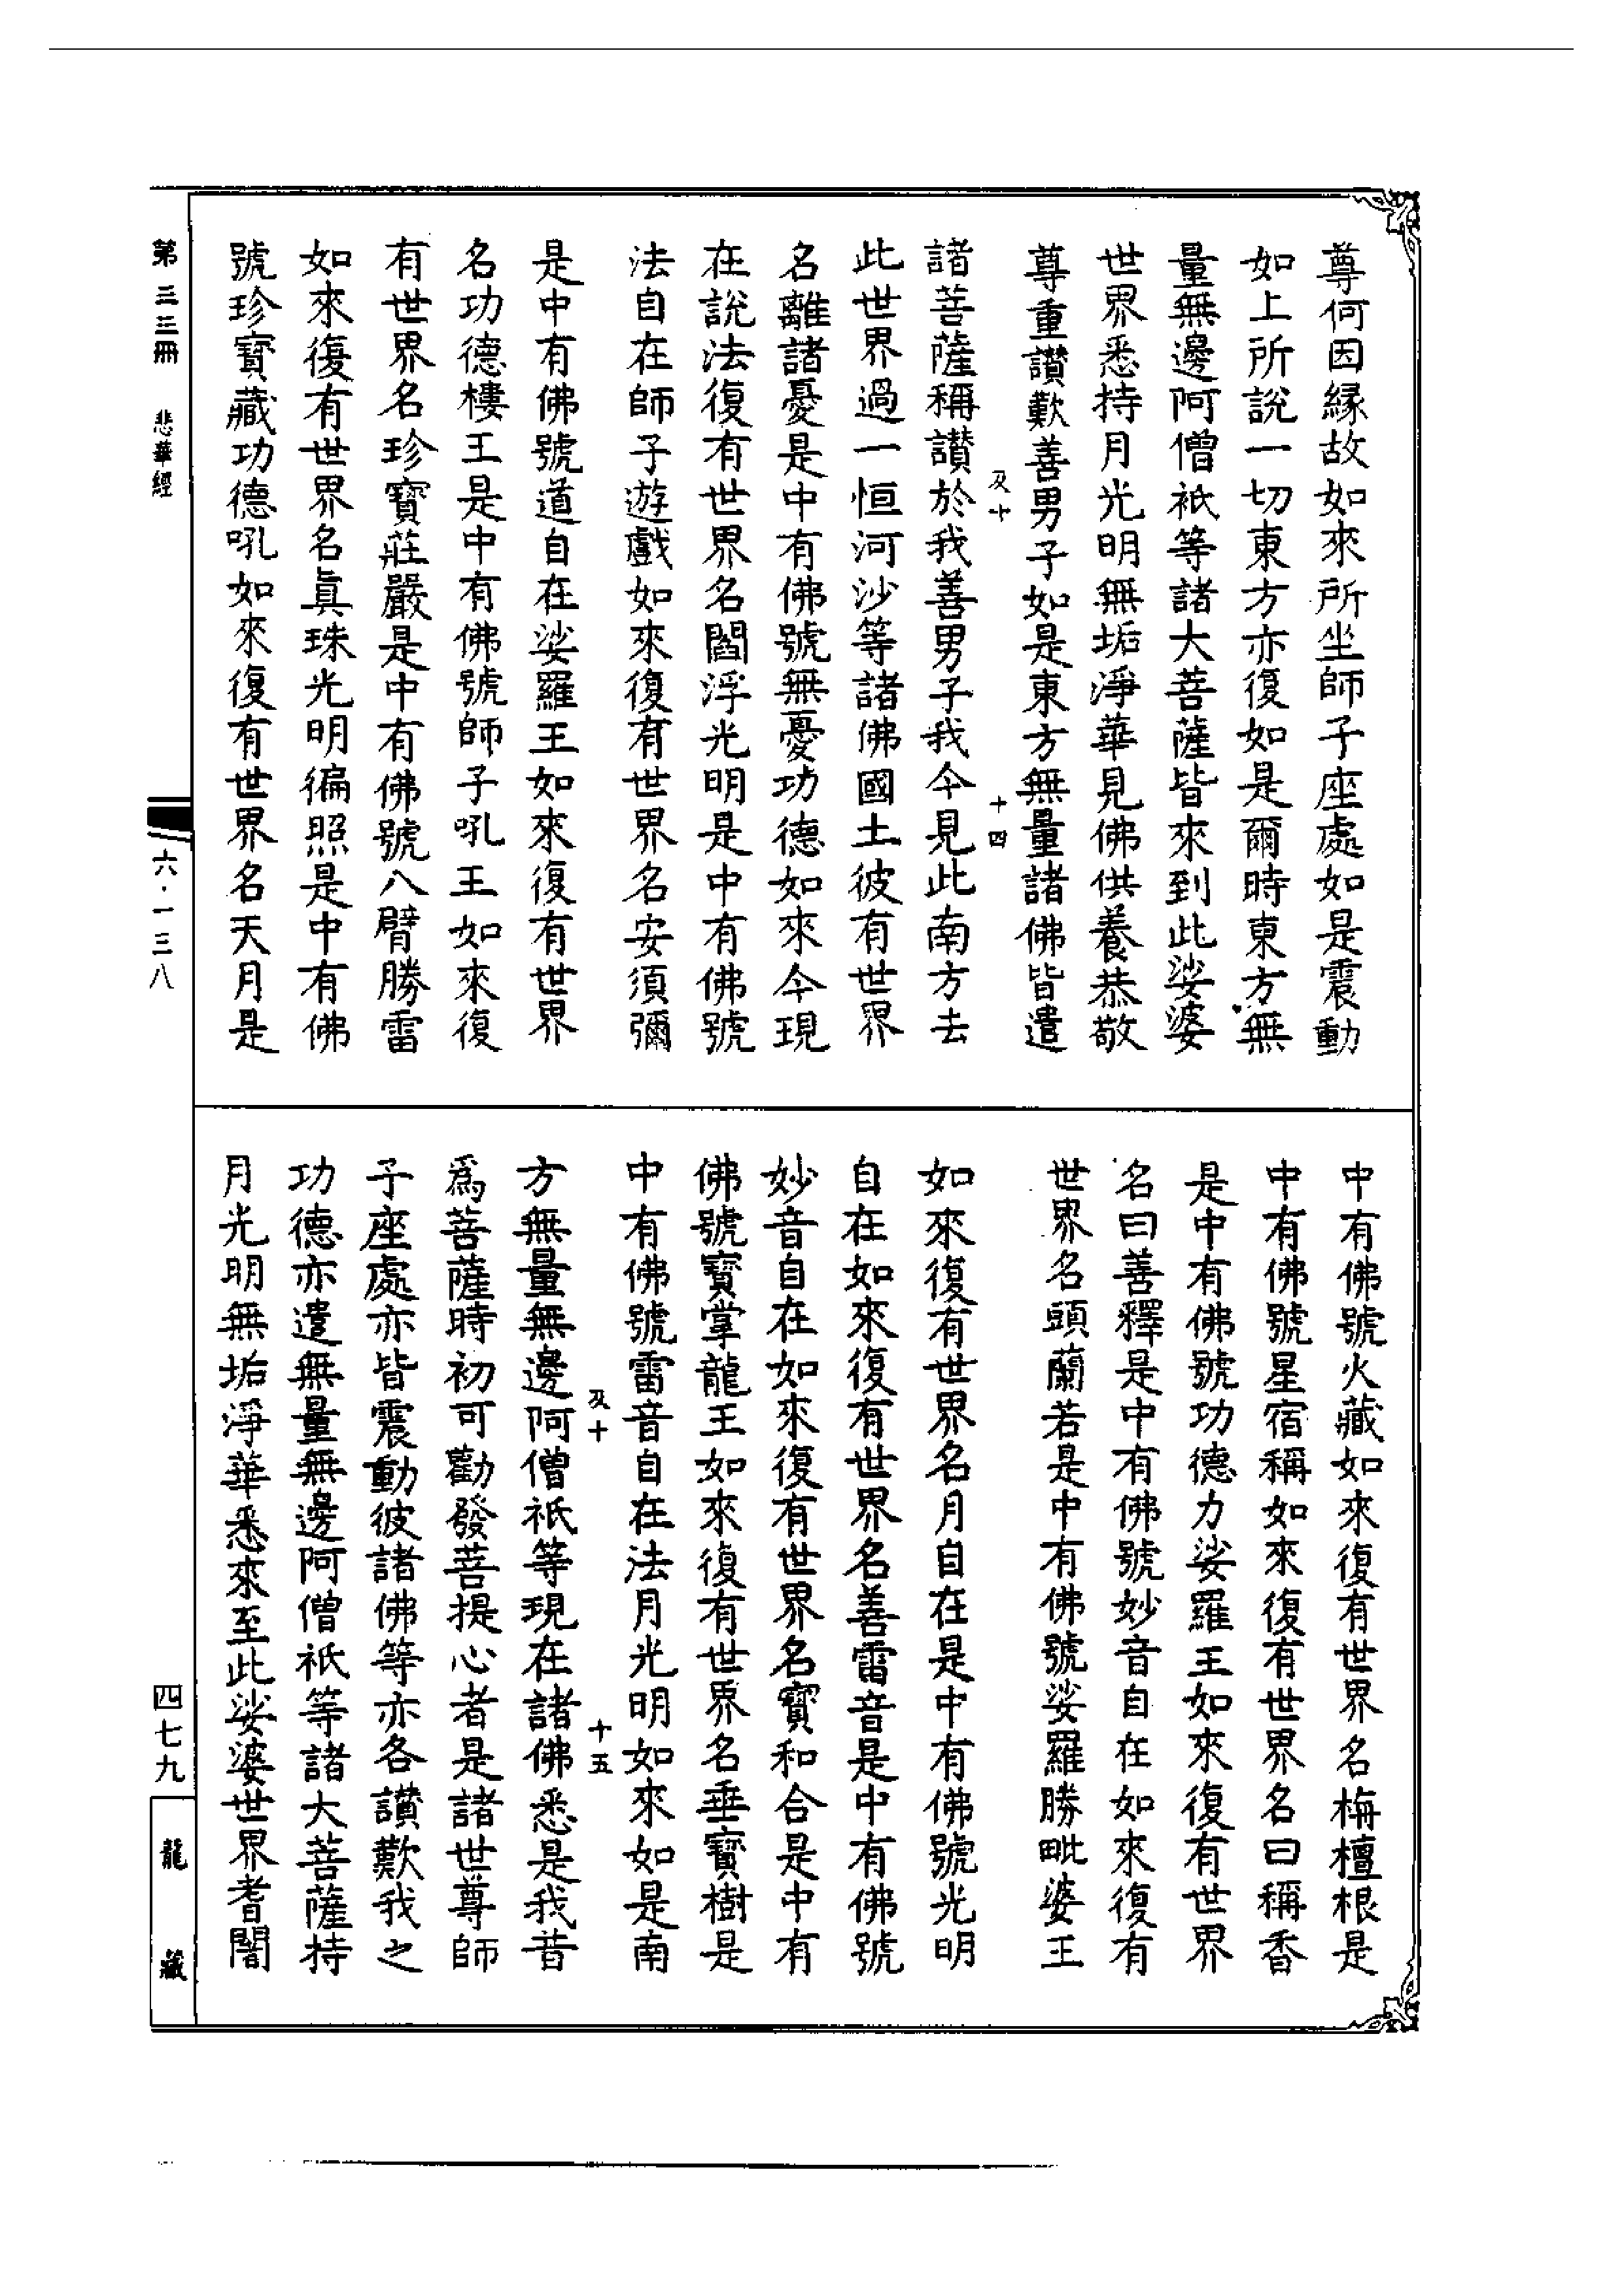 尊何因緣故如來所坐師子座處如是震動
如上所說一切東方亦復如是爾時東方無
量無邊阿僧祇等諸大菩薩皆來到此娑婆
世界悉持月光明無垢淨華見佛供養恭敬
尊重讚歎善男子如是東方無量諸佛皆遣
及十
十四
諸菩薩稱讚於我善男子我今見此南方去
此世界過一恒河沙等諸佛國土彼有世界
名離諸憂是中有佛號無憂功德如來今現
在說法復有世界名閻浮光明是中有佛號
法自在師子遊戲如來復有世界名安須彌
是中有佛號道自在娑羅王如來復有世界
名功德樓王是中有佛號師子吼王如來復
有世界名珍寶莊嚴是中有佛號八臂勝雷
如來復有世界名真珠光明徧照是中有佛
號珍寶藏功德吼如來復有世界名天月是
中有佛號火藏如來復有世界名栴檀根是
中有佛號星宿稱如來復有世界名曰稱香
是中有佛號功德力娑羅王如來復有世界
名曰善釋是中有佛號妙音自在如來復有
世界名頭蘭若是中有佛號娑羅勝毗婆王
如來復有世界名月自在是中有佛號光明
自在如來復有世界名善雷音是中有佛號
妙音自在如來復有世界名寶和合是中有
佛號寶掌龍王如來復有世界名垂寶樹是
中有佛號雷音自在法月光明如來如是南
及十
十五
方無量無邊阿僧祇等現在諸佛悉是我昔
爲菩薩時初可勸發菩提心者是諸世尊師
子座處亦皆震動彼諸佛等亦各讚歎我之
功德亦遣無量無邊阿僧祇等諸大菩薩持
月光明無垢淨華悉來至此娑婆世界耆闍
第三三冊
悲華經
六·一三八
四七九
龍藏